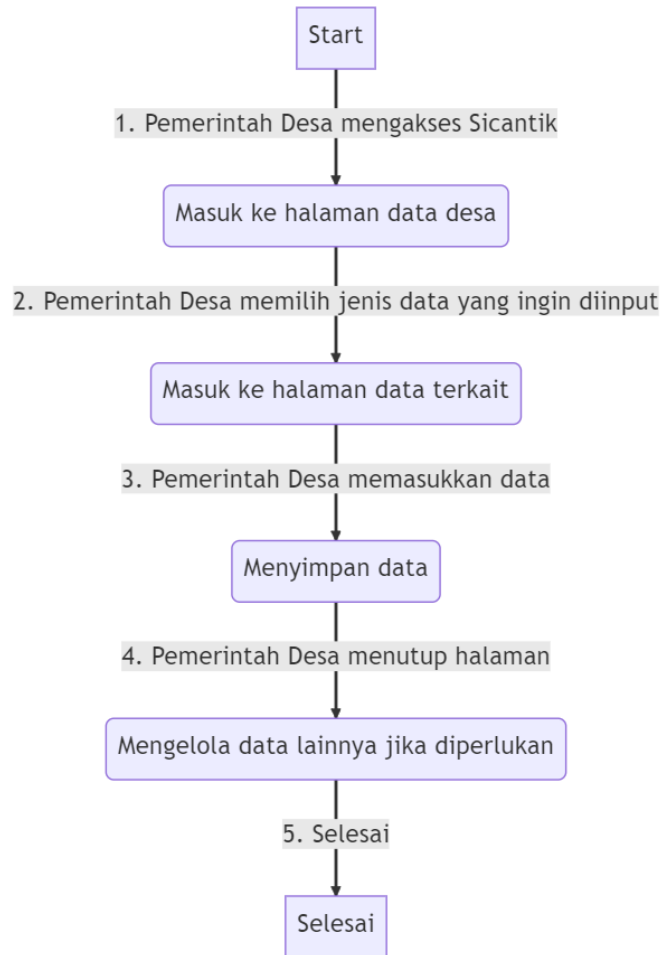 Start
1. Pemerintah Desa mengakses Sicantik
Masuk ke halaman data desa
2. Pemerintah Desa memilih jenis data yang ingin diinput
Masuk ke halaman data terkait
3. Pemerintah Desa memasukkan data
Menyimpan data
4. Pemerintah Desa menutup halaman
Mengelola data lainnya jika diperlukan
5. Selesai
Selesai